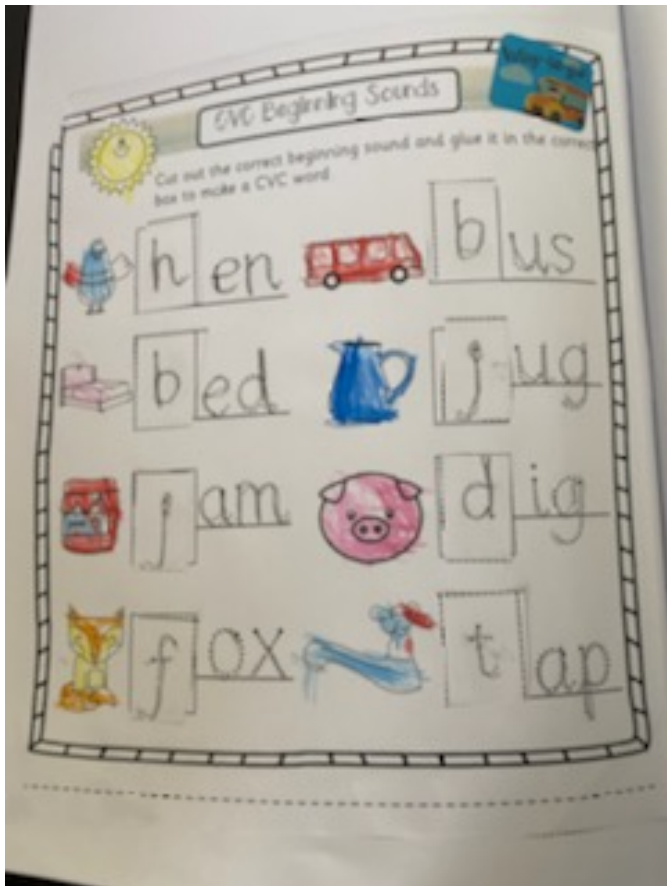 CVC Beginning Sounds
Cut out the correct beginning sound and glue it in the correct
box to make a CVC word
hen bus
bed jug
jam dig
fox tap